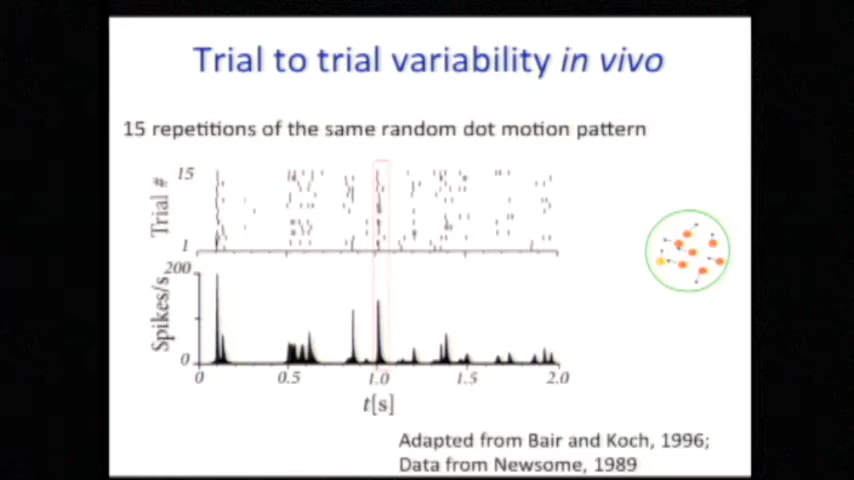 Trial to trial variability in vivo
15 repetitions of the same random dot motion pattern
15
Trial #
1
200
Spikes/s
0
0 0.5 1.0 1.5 2.0
t[s]
Adapted from Bair and Koch, 1996;
Data from Newsome, 1989